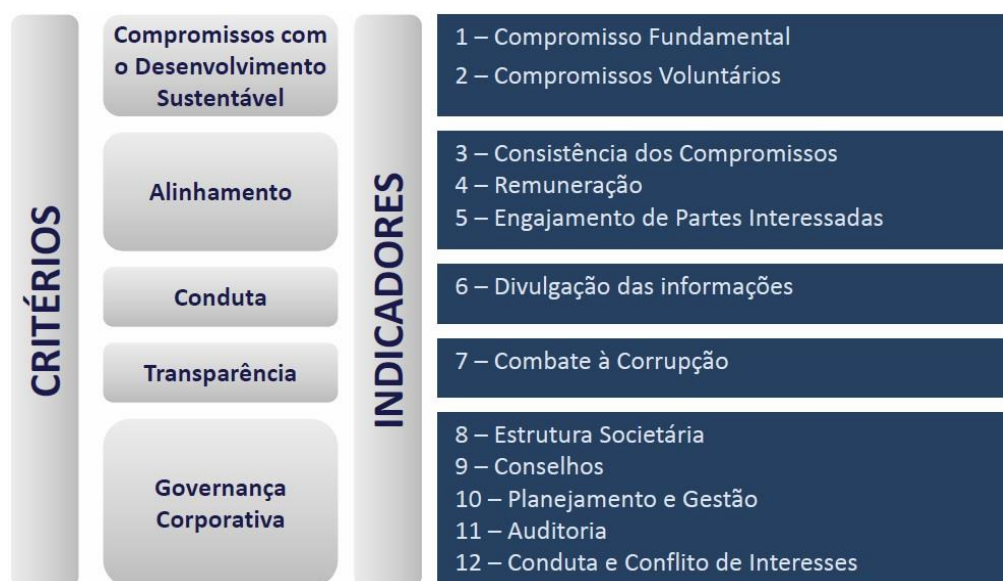 CRITÉRIOS
Compromissos com
o Desenvolvimento
Sustentável
Alinhamento
Conduta
Transparência
Governança
Corporativa
INDICADORES
1 – Compromisso Fundamental
2 – Compromissos Voluntários
3 – Consistência dos Compromissos
4 – Remuneração
5 – Engajamento de Partes Interessadas
6 – Divulgação das informações
7 – Combate à Corrupção
8 – Estrutura Societária
9 – Conselhos
10 – Planejamento e Gestão
11 – Auditoria
12 – Conduta e Conflito de Interesses